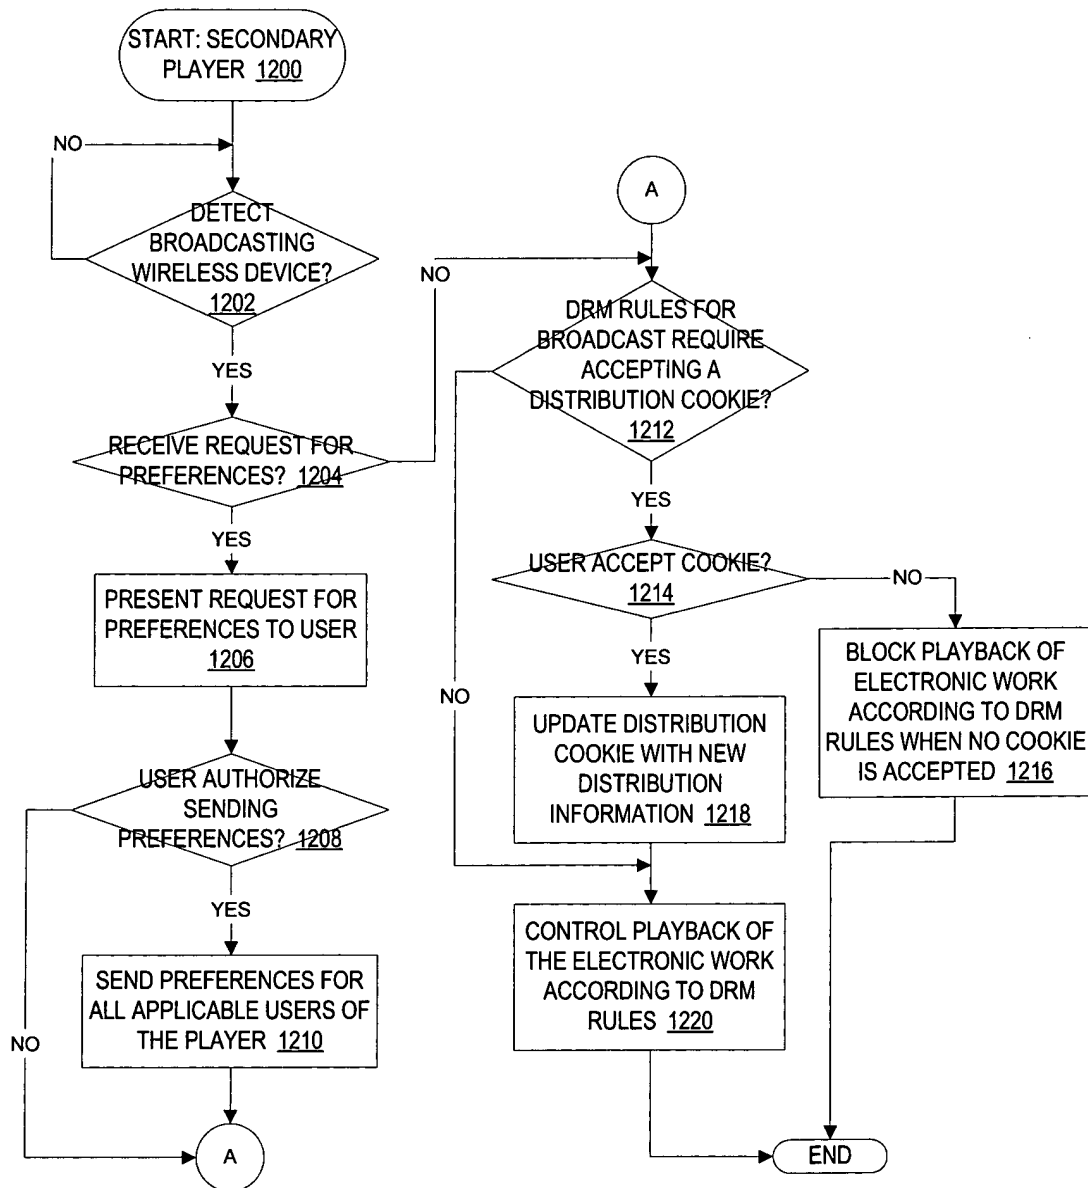 START: SECONDARY
PLAYER 1200
NO
DETECT
BROADCASTING
WIRELESS DEVICE?
1202
YES
RECEIVE REQUEST FOR
PREFERENCES? 1204
NO
YES
PRESENT REQUEST FOR
PREFERENCES TO USER
1206
USER AUTHORIZE
SENDING
PREFERENCES? 1208
YES
NO
SEND PREFERENCES FOR
ALL APPLICABLE USERS OF
THE PLAYER 1210
A
A
DRM RULES FOR
BROADCAST REQUIRE
ACCEPTING A
DISTRIBUTION COOKIE?
1212
YES
NO
USER ACCEPT COOKIE?
1214
NO
YES
BLOCK PLAYBACK OF
ELECTRONIC WORK
ACCORDING TO DRM
RULES WHEN NO COOKIE
IS ACCEPTED 1216
UPDATE DISTRIBUTION
COOKIE WITH NEW
DISTRIBUTION
INFORMATION 1218
CONTROL PLAYBACK OF
THE ELECTRONIC WORK
ACCORDING TO DRM
RULES 1220
END